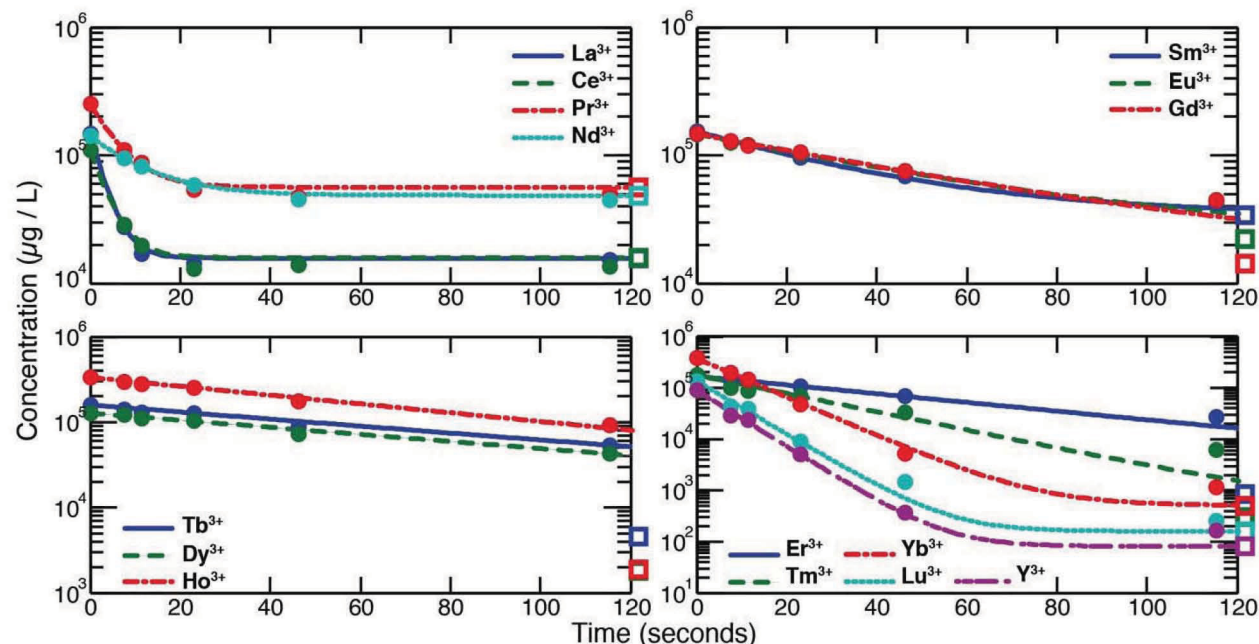 Concentration (µg / L)
10⁶
10⁵
10⁴
0 20 40 60 80 100 120
La³⁺
Ce³⁺
Pr³⁺
Nd³⁺
10⁶
10⁵
10⁴
0 20 40 60 80 100 120
Sm³⁺
Eu³⁺
Gd³⁺
10⁶
10⁵
10⁴
10³
0 20 40 60 80 100 120
Tb³⁺
Dy³⁺
Ho³⁺
10⁶
10⁵
10⁴
10³
10²
10¹
0 20 40 60 80 100 120
Er³⁺ Yb³⁺
Tm³⁺ Lu³⁺ Y³⁺
Time (seconds)